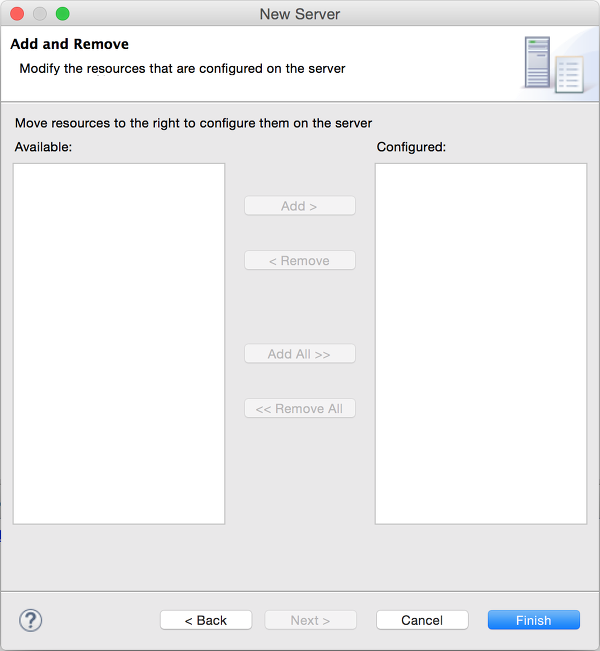 New Server
Add and Remove
Modify the resources that are configured on the server
Move resources to the right to configure them on the server
Available:
Configured:
Add >
< Remove
Add All >>
<< Remove All
?
< Back
Next >
Cancel
Finish